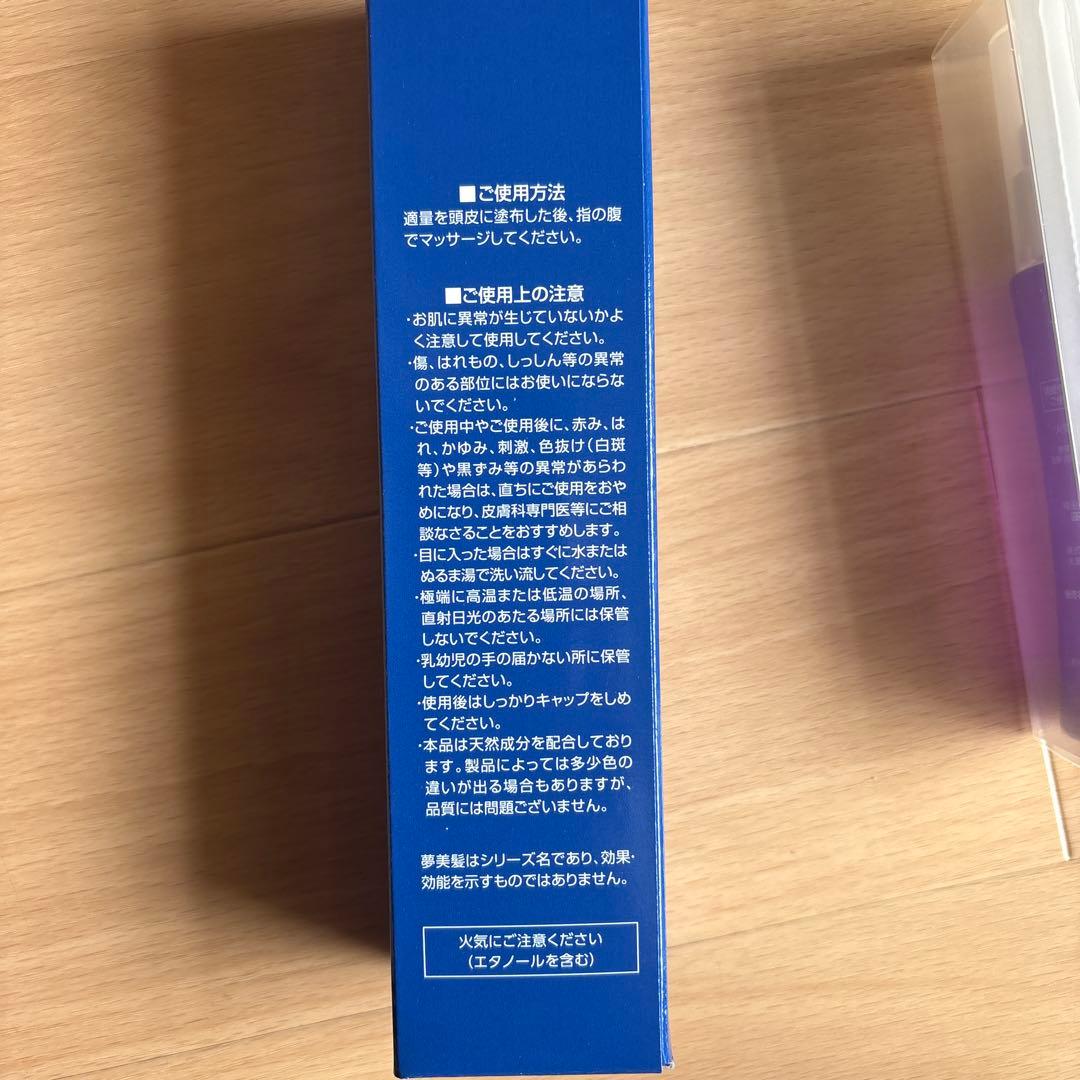 ■ご使用方法
適量を頭皮に塗布した後、指の腹
でマッサージしてください。
■ご使用上の注意
・お肌に異常が生じていないかよ
く注意して使用してください。
・傷、はれもの、しっしん等の異常
のある部位にはお使いにならな
いでください。
・ご使用中やご使用後に、赤み、は
れ、かゆみ、刺激、色抜け(白斑
等)や黒ずみ等の異常があらわ
れた場合は、直ちにご使用をおや
めになり、皮膚科専門医等にご相
談なさることをおすすめします。
・目に入った場合はすぐに水または
ぬるま湯で洗い流してください。
・極端に高温または低温の場所、
直射日光のあたる場所には保管
しないでください。
・乳幼児の手の届かない所に保管
してください。
・使用後はしっかりキャップをしめ
てください。
・本品は天然成分を配合しており
ます。製品によっては多少色の
違いが出る場合もありますが、
品質には問題ございません。
夢美髪はシリーズ名であり、効果・
効能を示すものではありません。
火気にご注意ください
(エタノールを含む)